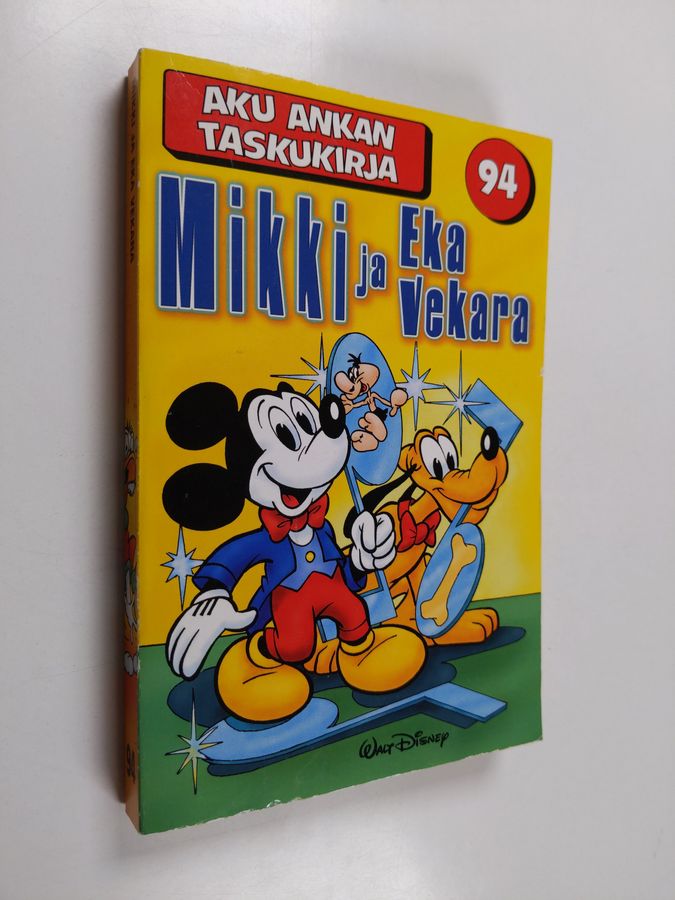 AKU ANKAN
TASKUKIRJA
94
Mikki ja Eka
Vekara
Walt Disney
MIKKI JA EKA VEKARA
94